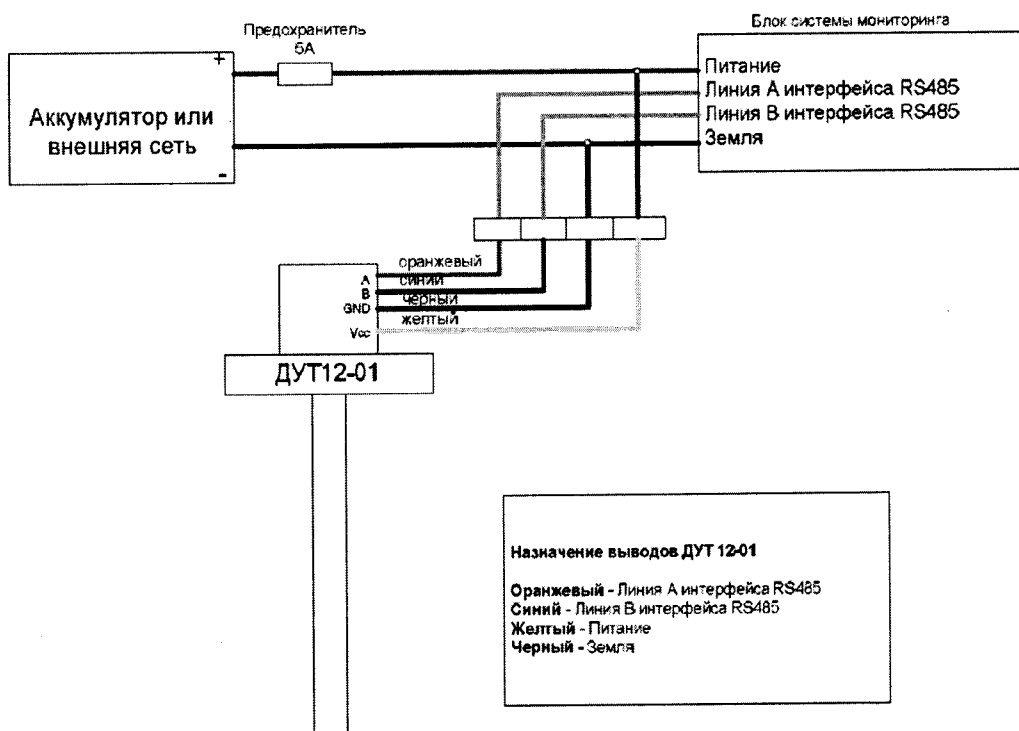 Предохранитель
5А
Блок системы мониторинга
+
Аккумулятор или
внешняя сеть
-
Питание
Линия А интерфейса RS485
Линия В интерфейса RS485
Земля
оранжевый
A
синий
B
черный
GND
желтый
Vcc
ДУТ12-01
Назначение выводов ДУТ 12-01
Оранжевый - Линия А интерфейса RS485
Синий - Линия В интерфейса RS485
Желтый - Питание
Черный - Земля